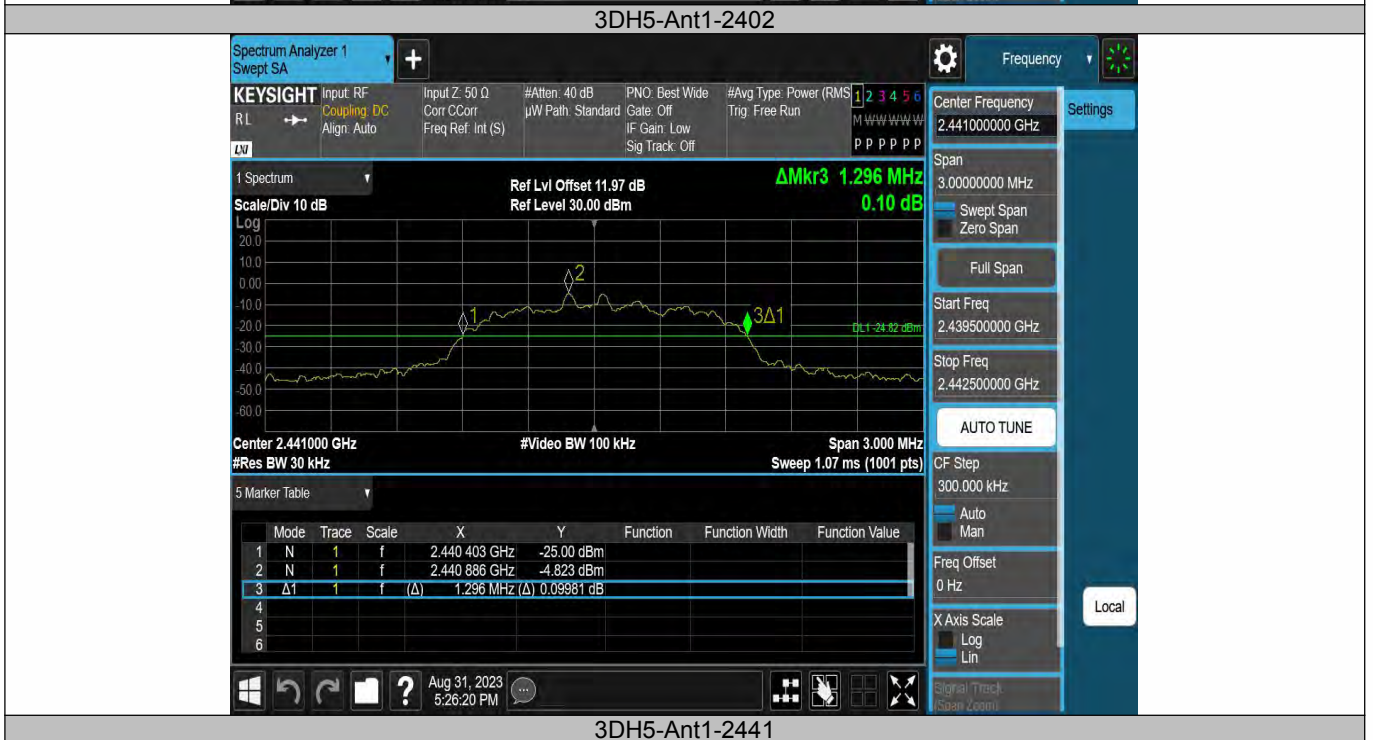 3DH5-Ant1-2402
Spectrum Analyzer 1
Swept SA
+
Frequency
KEYSIGHT
RL
LXI
Input: RF
Coupling: DC
Align: Auto
Input Z: 50 Ω
Corr CCorr
Freq Ref: Int (S)
#Atten: 40 dB
µW Path: Standard
PNO: Best Wide
Gate: Off
IF Gain: Low
Sig Track: Off
#Avg Type: Power (RMS
Trig: Free Run
1 2 3 4 5 6
M W W W W W
P P P P P P
Center Frequency
2.441000000 GHz
Settings
1 Spectrum
Ref Lvl Offset 11.97 dB
ΔMkr3 1.296 MHz
Scale/Div 10 dB
Ref Level 30.00 dBm
0.10 dB
Log
20.0
10.0
0.00
-10.0
-20.0
-30.0
-40.0
-50.0
-60.0
1
2
3Δ1
DL1 -24.82 dBm
Center 2.441000 GHz
#Video BW 100 kHz
Span 3.000 MHz
#Res BW 30 kHz
Sweep 1.07 ms (1001 pts)
Span
3.00000000 MHz
Swept Span
Zero Span
Full Span
Start Freq
2.439500000 GHz
Stop Freq
2.442500000 GHz
AUTO TUNE
CF Step
300.000 kHz
Auto
Man
Freq Offset
0 Hz
X Axis Scale
Log
Lin
Signal Track
(Span Zoom)
Local
5 Marker Table
Mode Trace Scale X Y Function Function Width Function Value
1 N 1 f 2.440 403 GHz -25.00 dBm
2 N 1 f 2.440 886 GHz -4.823 dBm
3 Δ1 1 f (Δ) 1.296 MHz (Δ) 0.09981 dB
4
5
6
?
Aug 31, 2023
5:26:20 PM
3DH5-Ant1-2441